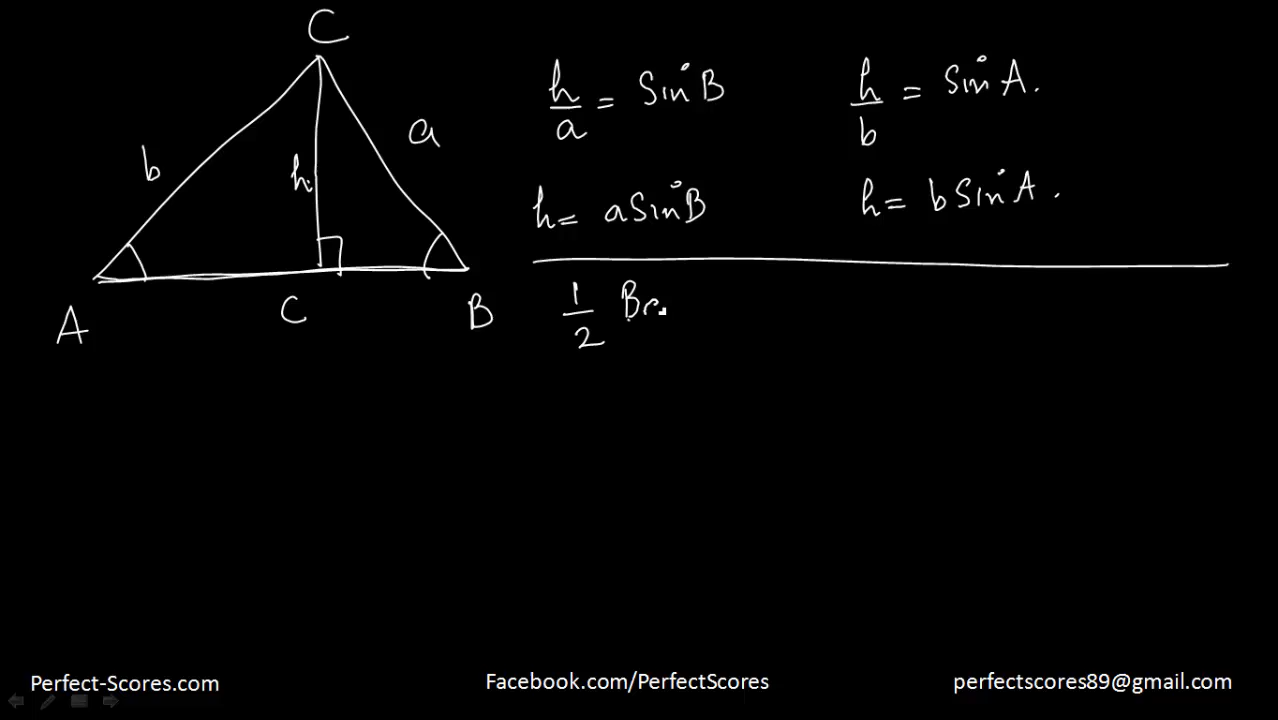 C
b
a
h
A
C
B
h/a = Sin B
h/b = Sin A.
h = a Sin B
h = b Sin A.
1/2
Perfect-Scores.com
Facebook.com/PerfectScores
perfectscores89@gmail.com